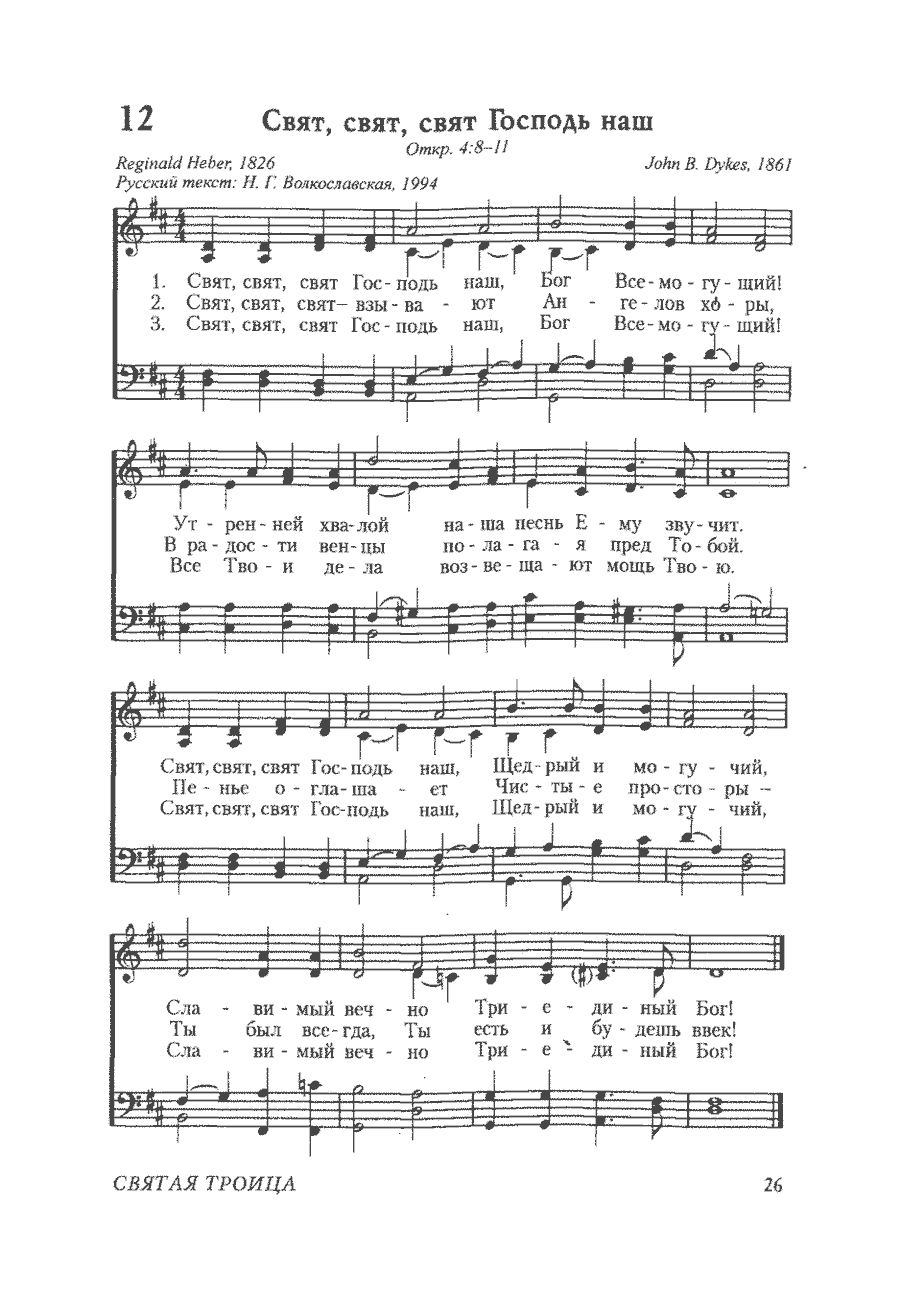 12 Свят, свят, свят Господь наш
Откр. 4:8–11
Reginald Heber, 1826 John B. Dykes, 1861
Русский текст: Н. Г. Волкославская, 1994
1. Свят, свят, свят Гос- подь наш, Бог Все- мо - гу - щий!
2. Свят, свят, свят– взы - ва - ют Ан - ге - лов хо́ - ры,
3. Свят, свят, свят Гос - подь наш, Бог Все- мо - гу - щий!
Ут - рен- ней хва- лой на - ша песнь Е - му зву - чит.
В ра - дос - ти вен- цы по - ла - га - я пред То - бой.
Все Тво - и де - ла воз - ве - ща - ют мощь Тво - ю.
Свят, свят, свят Гос- подь наш, Щед- рый и мо - гу - чий,
Пе - нье о - гла- ша - ет Чис - ты - е про- сто - ры –
Свят, свят, свят Гос- подь наш, Щед- рый и мо - гу - чий,
Сла - ви - мый веч - но Три - е - ди - ный Бог!
Ты был все- гда, Ты есть и бу - дешь ввек!
Сла - ви - мый веч - но Три - е - ди - ный Бог!
СВЯТАЯ ТРОИЦА 26